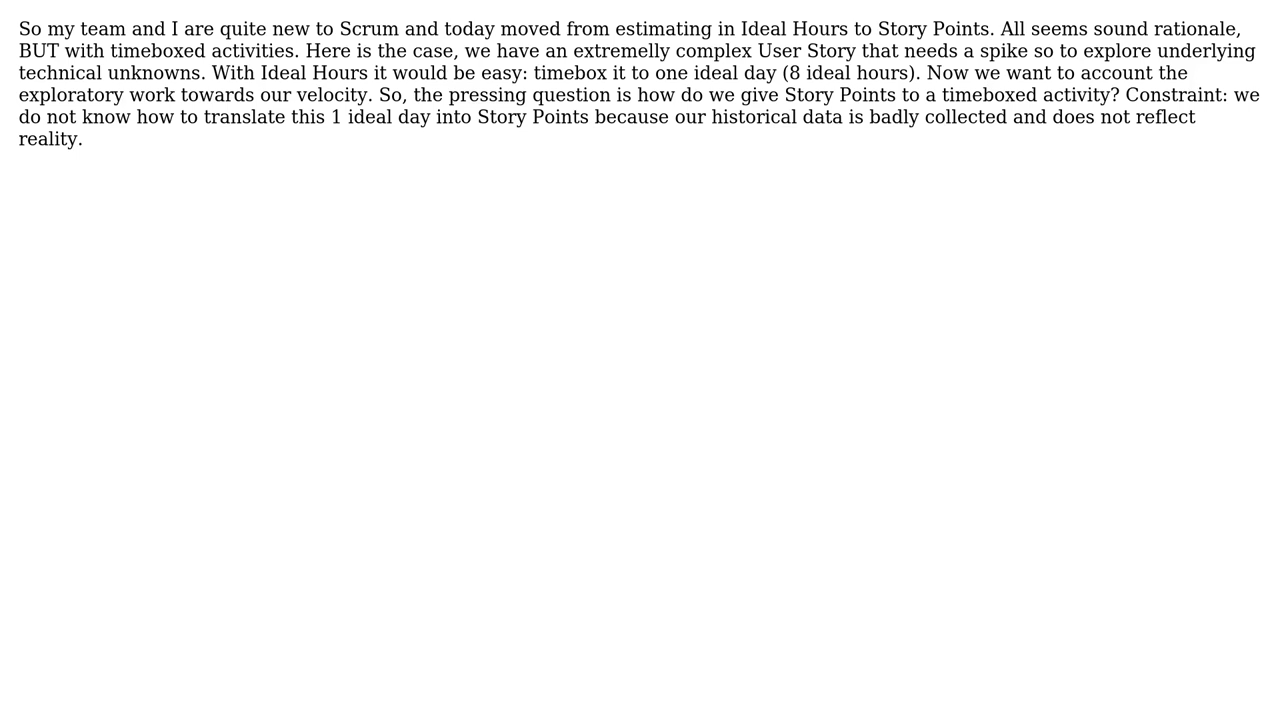 So my team and I are quite new to Scrum and today moved from estimating in Ideal Hours to Story Points. All seems sound rationale,
BUT with timeboxed activities. Here is the case, we have an extremelly complex User Story that needs a spike so to explore underlying
technical unknowns. With Ideal Hours it would be easy: timebox it to one ideal day (8 ideal hours). Now we want to account the
exploratory work towards our velocity. So, the pressing question is how do we give Story Points to a timeboxed activity? Constraint: we
do not know how to translate this 1 ideal day into Story Points because our historical data is badly collected and does not reflect
reality.